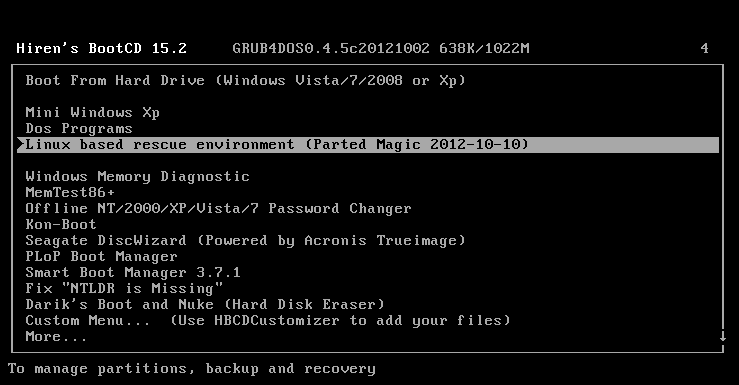 Hiren's BootCD 15.2 GRUB4DOS0.4.5c20121002 638K/1022M 4
Boot From Hard Drive (Windows Vista/7/2008 or Xp)
Mini Windows Xp
Dos Programs
Linux based rescue environment (Parted Magic 2012-10-10)
Windows Memory Diagnostic
MemTest86+
Offline NT/2000/XP/Vista/7 Password Changer
Kon-Boot
Seagate DiscWizard (Powered by Acronis Trueimage)
PLoP Boot Manager
Smart Boot Manager 3.7.1
Fix "NTLDR is Missing"
Darik's Boot and Nuke (Hard Disk Eraser)
Custom Menu... (Use HBCDCustomizer to add your files)
More...
To manage partitions, backup and recovery